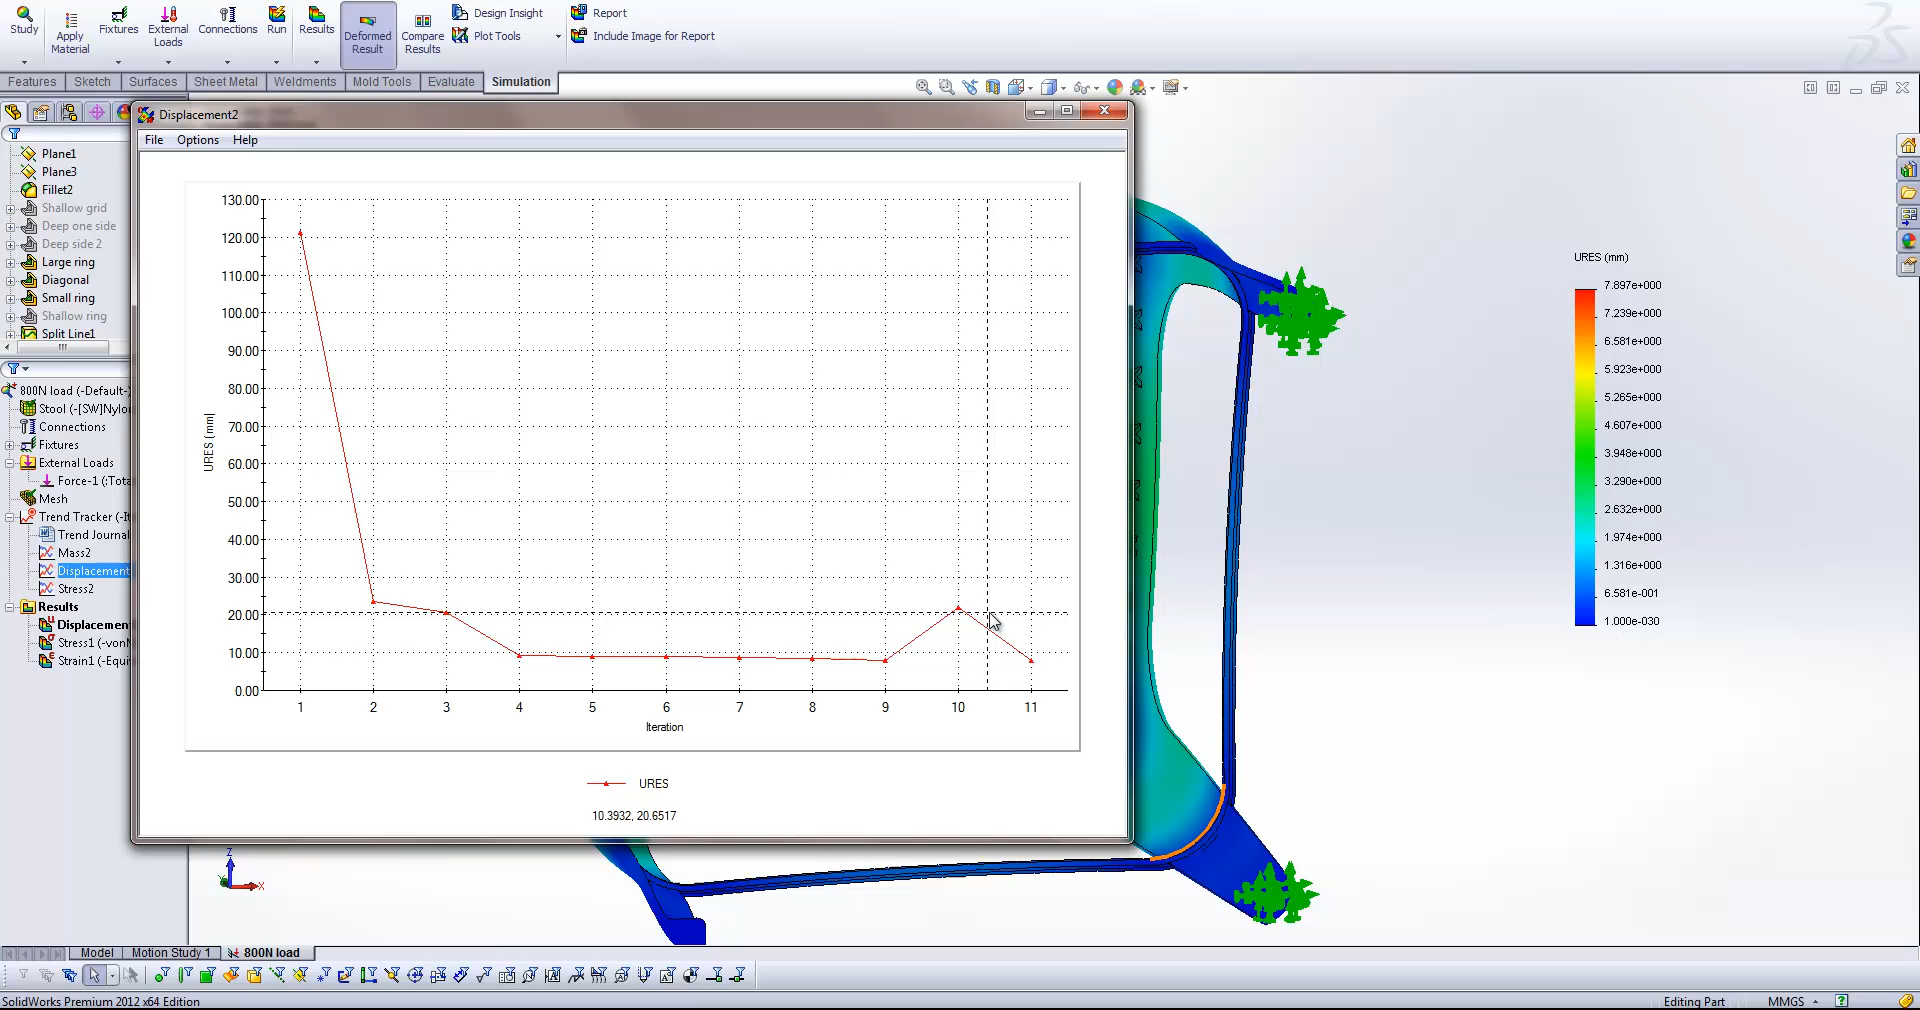 Study
Apply Material
Fixtures
External Loads
Connections
Run
Results
Deformed Result
Compare Results
Design Insight
Plot Tools
Report
Include Image for Report
Features
Sketch
Surfaces
Sheet Metal
Weldments
Mold Tools
Evaluate
Simulation
Displacement2
File
Options
Help
Plane1
Plane3
Fillet2
Shallow grid
Deep one side
Deep side 2
Large ring
Diagonal
Small ring
Shallow ring
Split Line1
800N load (-Default-)
Stool (-[SW]Nylo
Connections
Fixtures
External Loads
Force-1 (:Tota
Mesh
Trend Tracker (-It
Trend Journal
Mass2
Displacement
Stress2
Results
Displacemen
Stress1 (-vonM
Strain1 (-Equi
130.00
120.00
110.00
100.00
90.00
80.00
70.00
60.00
50.00
40.00
30.00
20.00
10.00
0.00
URES (mm)
1 2 3 4 5 6 7 8 9 10 11
Iteration
URES
10.3932, 20.6517
URES (mm)
7.897e+000
7.239e+000
6.581e+000
5.923e+000
5.265e+000
4.607e+000
3.948e+000
3.290e+000
2.632e+000
1.974e+000
1.316e+000
6.581e-001
1.000e-030
Z
X
Model
Motion Study 1
800N load
SolidWorks Premium 2012 x64 Edition
Editing Part
MMGS